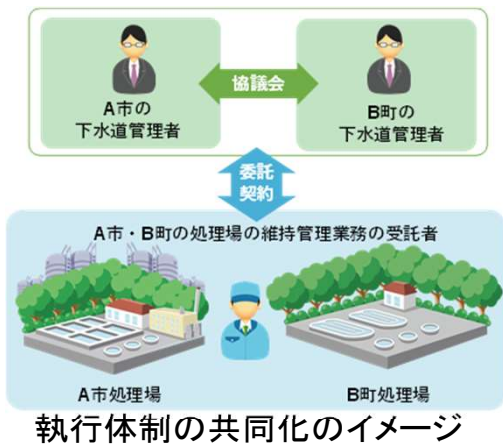 協議会
A市の
下水道管理者
B町の
下水道管理者
委託
契約
A市・B町の処理場の維持管理業務の受託者
A市処理場
B町処理場
執行体制の共同化のイメージ